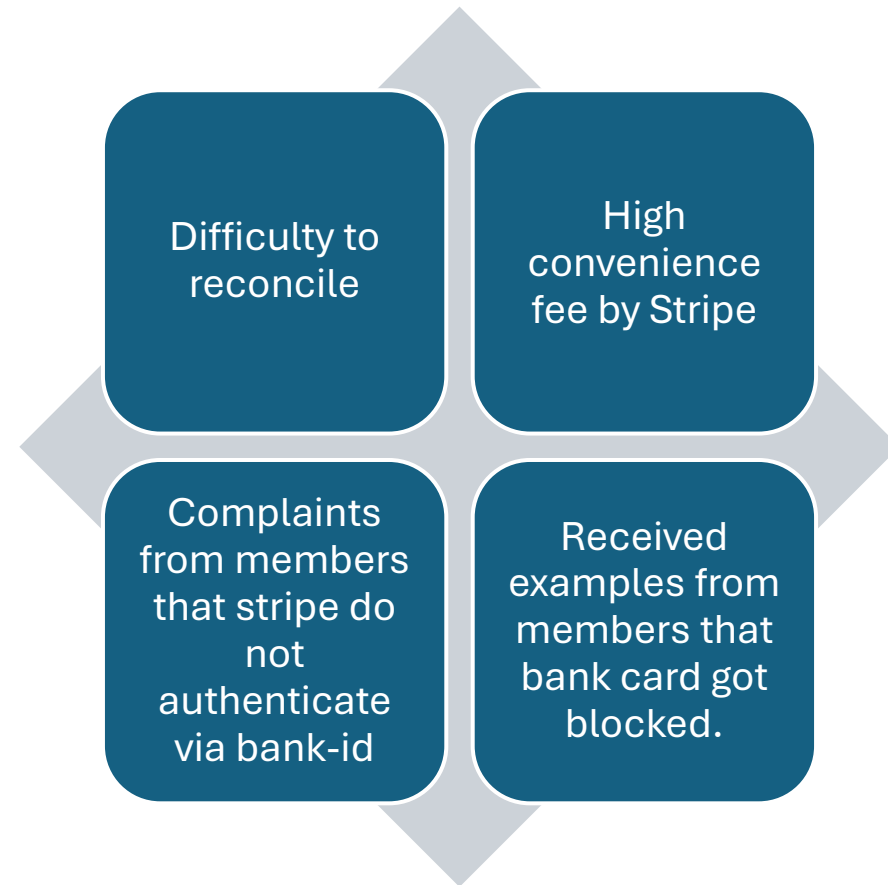 Difficulty to
reconcile
High
convenience
fee by Stripe
Complaints
from members
that stripe do
not
authenticate
via bank-id
Received
examples from
members that
bank card got
blocked.